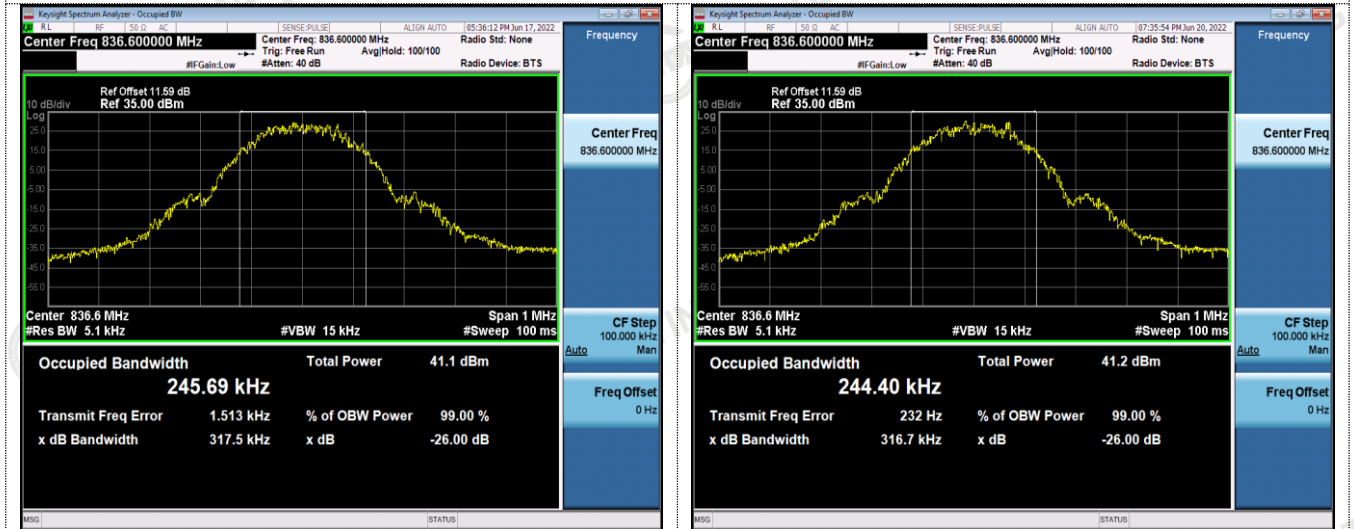 Keysight Spectrum Analyzer - Occupied BW
RL RF 50 Ω AC SENSE:PULSE ALIGN AUTO 05:36:12 PM Jun 17, 2022
Center Freq 836.600000 MHz
Center Freq: 836.600000 MHz Radio Std: None
Trig: Free Run Avg|Hold: 100/100
#IFGain:Low #Atten: 40 dB Radio Device: BTS
Ref Offset 11.59 dB
10 dB/div Ref 35.00 dBm
Log
25.0
15.0
5.00
-5.00
-15.0
-25.0
-35.0
-45.0
-55.0
Center 836.6 MHz Span 1 MHz
#Res BW 5.1 kHz #VBW 15 kHz #Sweep 100 ms
Occupied Bandwidth Total Power 41.1 dBm
245.69 kHz
Transmit Freq Error 1.513 kHz % of OBW Power 99.00 %
x dB Bandwidth 317.5 kHz x dB -26.00 dB
MSG STATUS
Frequency
Center Freq
836.600000 MHz
CF Step
100.000 kHz
Auto Man
Freq Offset
0 Hz
Keysight Spectrum Analyzer - Occupied BW
RL RF 50 Ω AC SENSE:PULSE ALIGN AUTO 07:35:54 PM Jun 20, 2022
Center Freq 836.600000 MHz
Center Freq: 836.600000 MHz Radio Std: None
Trig: Free Run Avg|Hold: 100/100
#IFGain:Low #Atten: 40 dB Radio Device: BTS
Ref Offset 11.59 dB
10 dB/div Ref 35.00 dBm
Log
25.0
15.0
5.00
-5.00
-15.0
-25.0
-35.0
-45.0
-55.0
Center 836.6 MHz Span 1 MHz
#Res BW 5.1 kHz #VBW 15 kHz #Sweep 100 ms
Occupied Bandwidth Total Power 41.2 dBm
244.40 kHz
Transmit Freq Error 232 Hz % of OBW Power 99.00 %
x dB Bandwidth 316.7 kHz x dB -26.00 dB
MSG STATUS
Frequency
Center Freq
836.600000 MHz
CF Step
100.000 kHz
Auto Man
Freq Offset
0 Hz